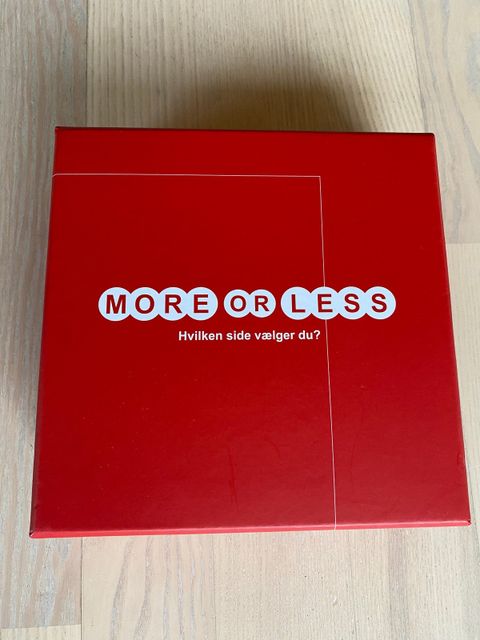 MORE OR LESS
Hvilken side vælger du?